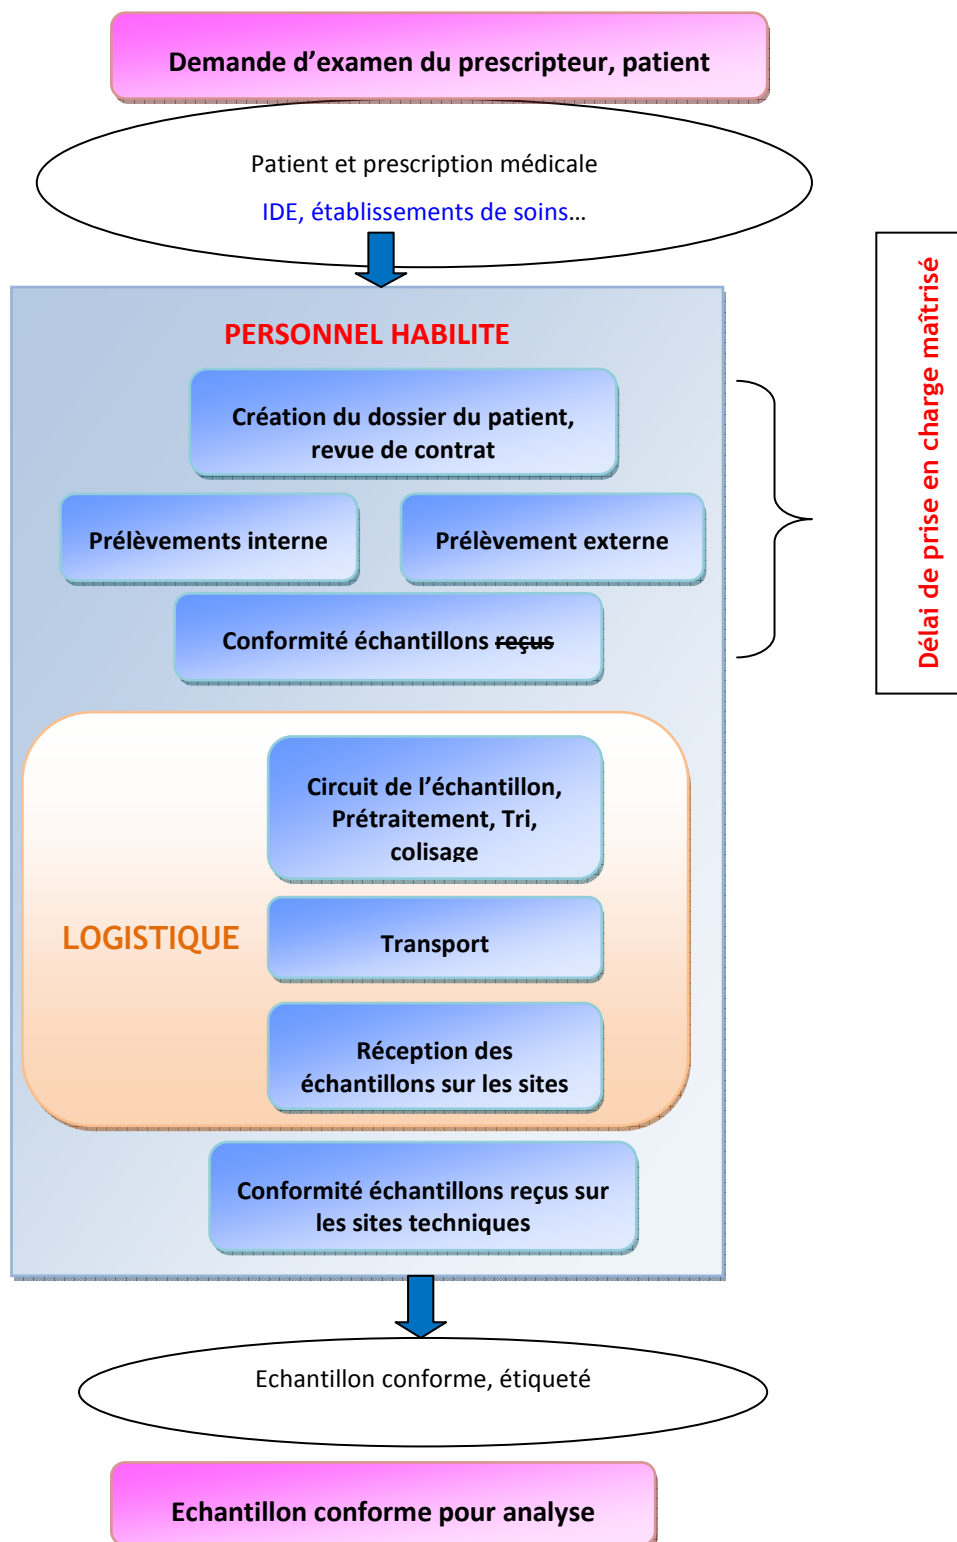 Demande d’examen du prescripteur, patient
Patient et prescription médicale
IDE, établissements de soins…
PERSONNEL HABILITE
Création du dossier du patient,
revue de contrat
Prélèvements interne
Prélèvement externe
Conformité échantillons reçus
Délai de prise en charge maîtrisé
LOGISTIQUE
Circuit de l’échantillon,
Prétraitement, Tri,
colisage
Transport
Réception des
échantillons sur les sites
Conformité échantillons reçus sur
les sites techniques
Echantillon conforme, étiqueté
Echantillon conforme pour analyse